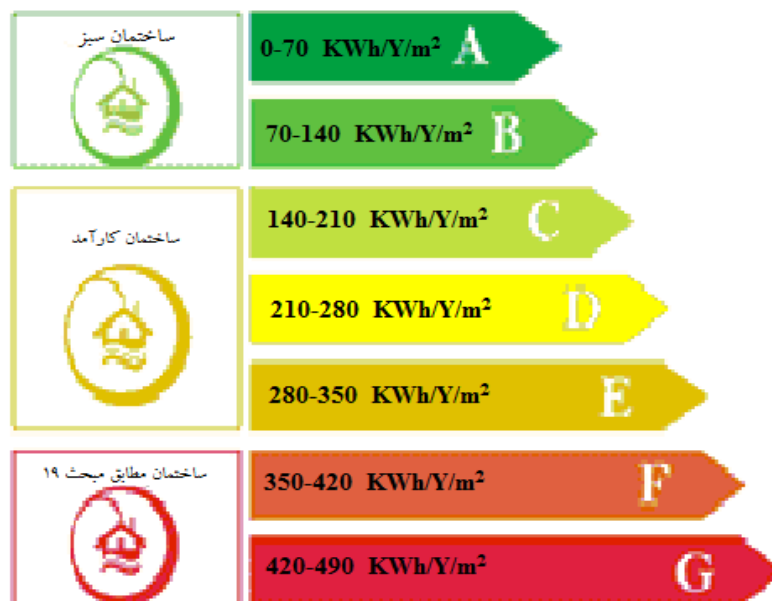 ساختمان سبز
0-70 KWh/Y/m² A
70-140 KWh/Y/m² B
ساختمان کارآمد
140-210 KWh/Y/m² C
210-280 KWh/Y/m² D
280-350 KWh/Y/m² E
ساختمان مطابق مبحث ۱۹
350-420 KWh/Y/m² F
420-490 KWh/Y/m² G